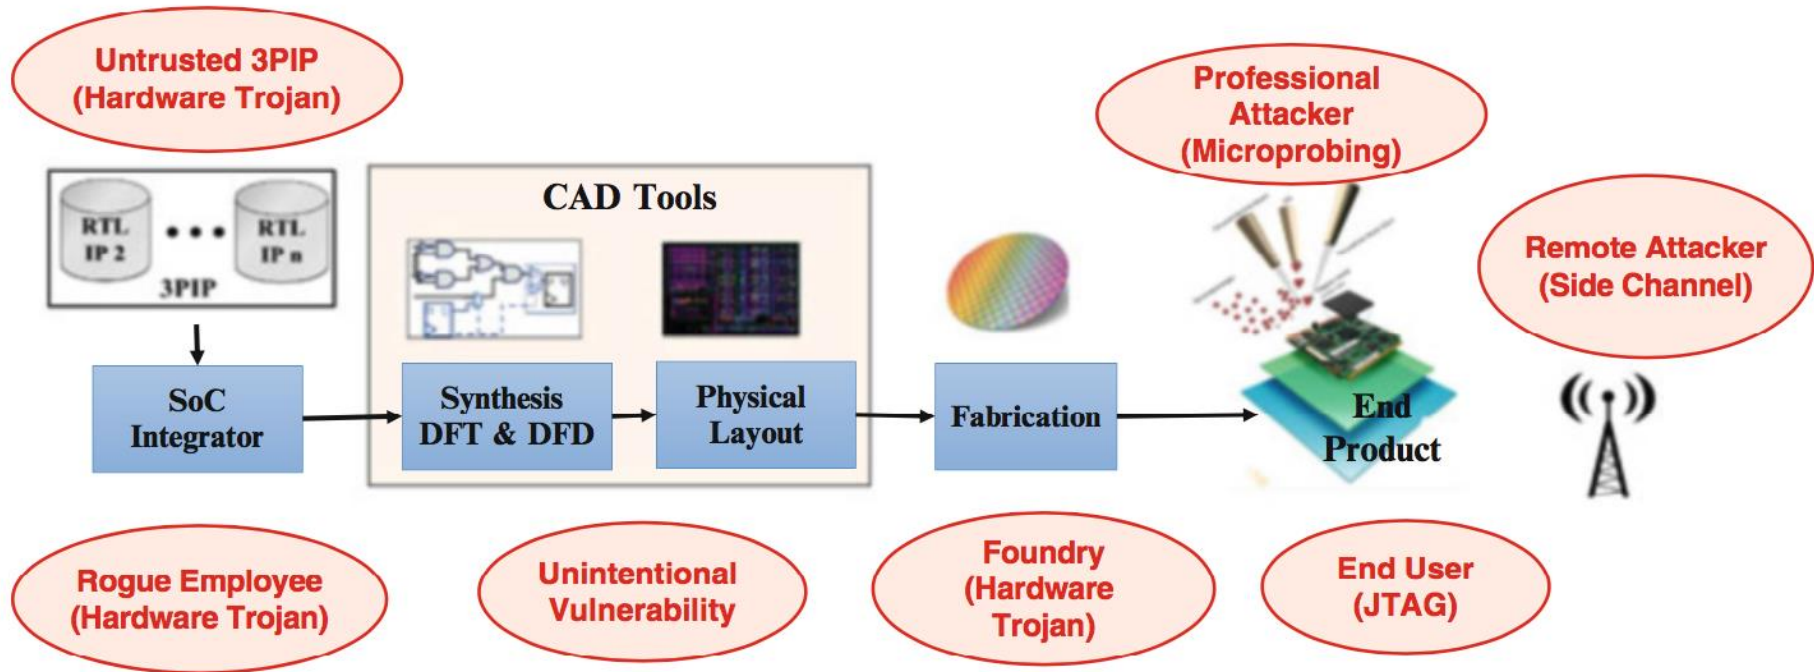 Untrusted 3PIP
(Hardware Trojan)
Professional
Attacker
(Microprobing)
CAD Tools
RTL
IP 2
RTL
IP n
3PIP
Remote Attacker
(Side Channel)
SoC
Integrator
Synthesis
DFT & DFD
Physical
Layout
Fabrication
End
Product
Rogue Employee
(Hardware Trojan)
Unintentional
Vulnerability
Foundry
(Hardware
Trojan)
End User
(JTAG)